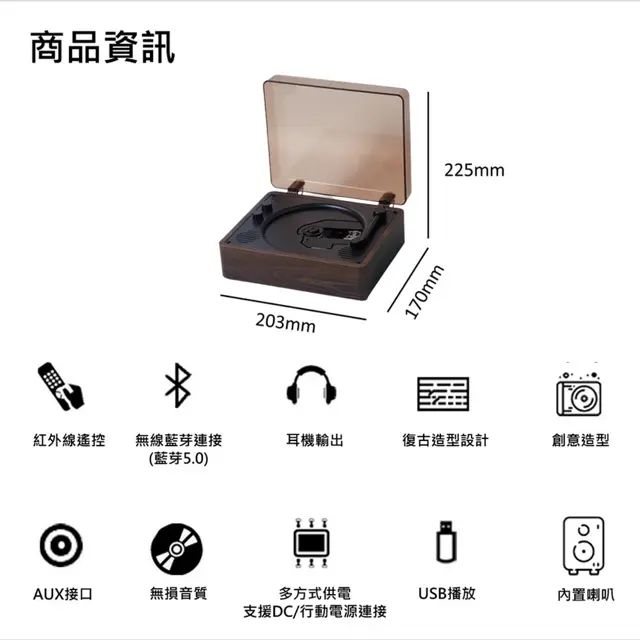 商品資訊
225mm
170mm
203mm
紅外線遙控
無線藍芽連接
(藍芽5.0)
耳機輸出
復古造型設計
創意造型
AUX接口
無損音質
多方式供電
支援DC/行動電源連接
USB播放
內置喇叭